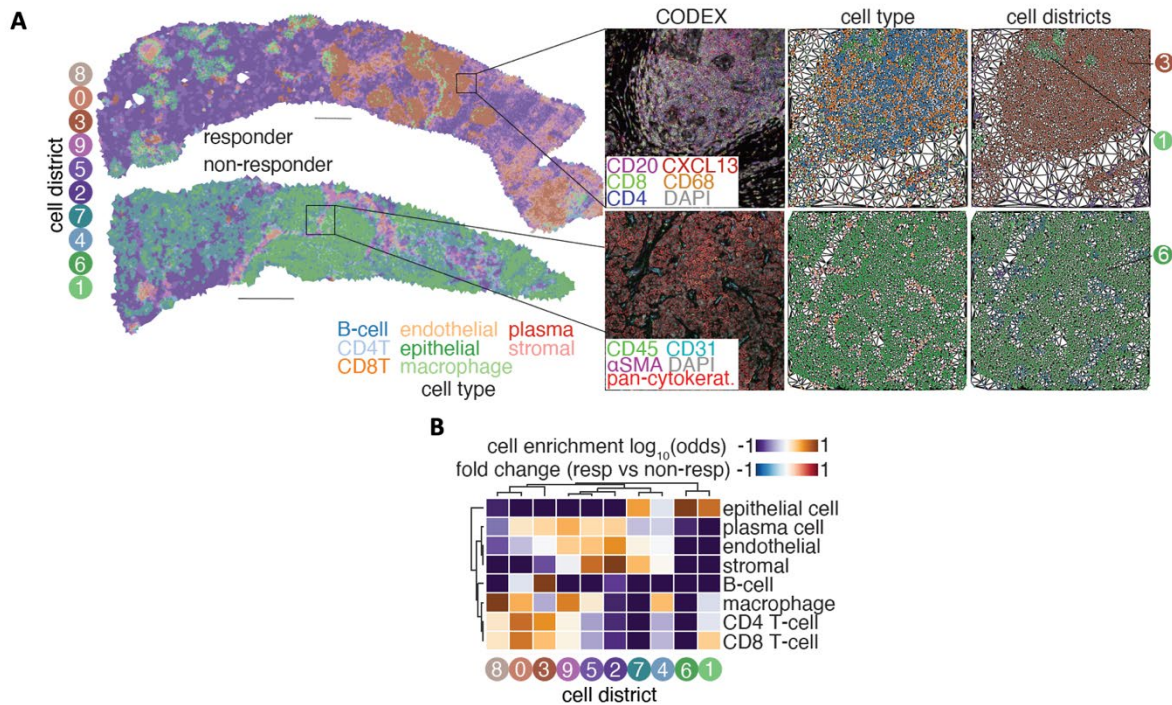 A
CODEX
cell type
cell districts
8
0
3
9
5
2
7
4
6
1
cell district
responder
non-responder
CD20 CXCL13
CD8 CD68
CD4 DAPI
3
1
CD45 CD31
αSMA DAPI
pan-cytokerat.
6
B-cell endothelial plasma
CD4T epithelial stromal
CD8T macrophage
cell type
B
cell enrichment log10(odds) -1 1
fold change (resp vs non-resp) -1 1
epithelial cell
plasma cell
endothelial
stromal
B-cell
macrophage
CD4 T-cell
CD8 T-cell
8 0 3 9 5 2 7 4 6 1
cell district